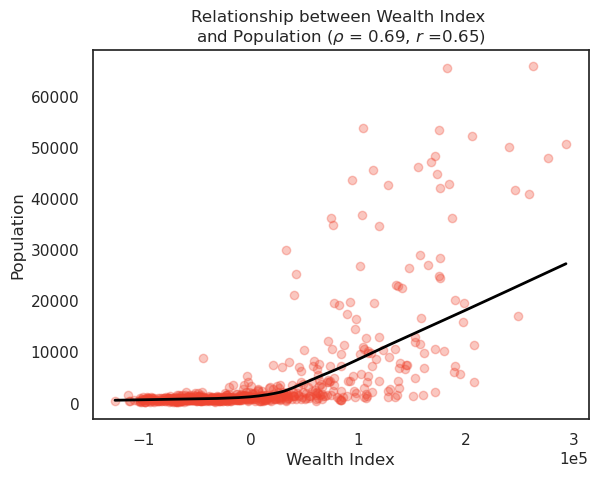 Relationship between Wealth Index
and Population (ρ = 0.69, r =0.65)
Population
60000
50000
40000
30000
20000
10000
0
−1
0
1
2
3
1e5
Wealth Index